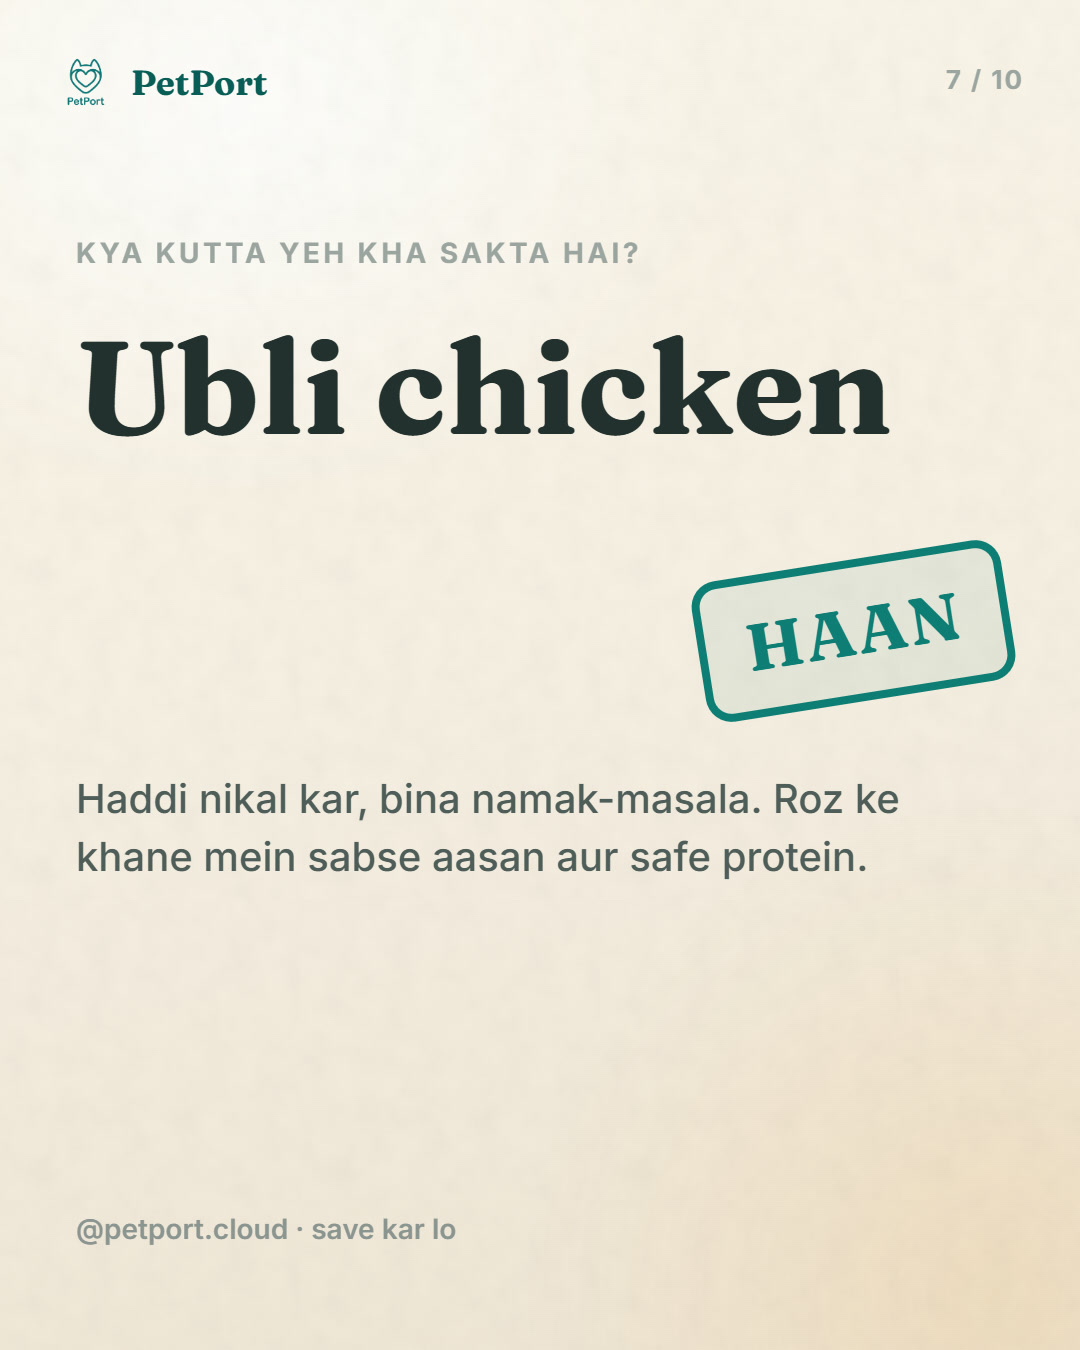 PetPort
PetPort
7 / 10
KYA KUTTA YEH KHA SAKTA HAI?
Ubli chicken
HAAN
Haddi nikal kar, bina namak-masala. Roz ke
khane mein sabse aasan aur safe protein.
@petport.cloud · save kar lo